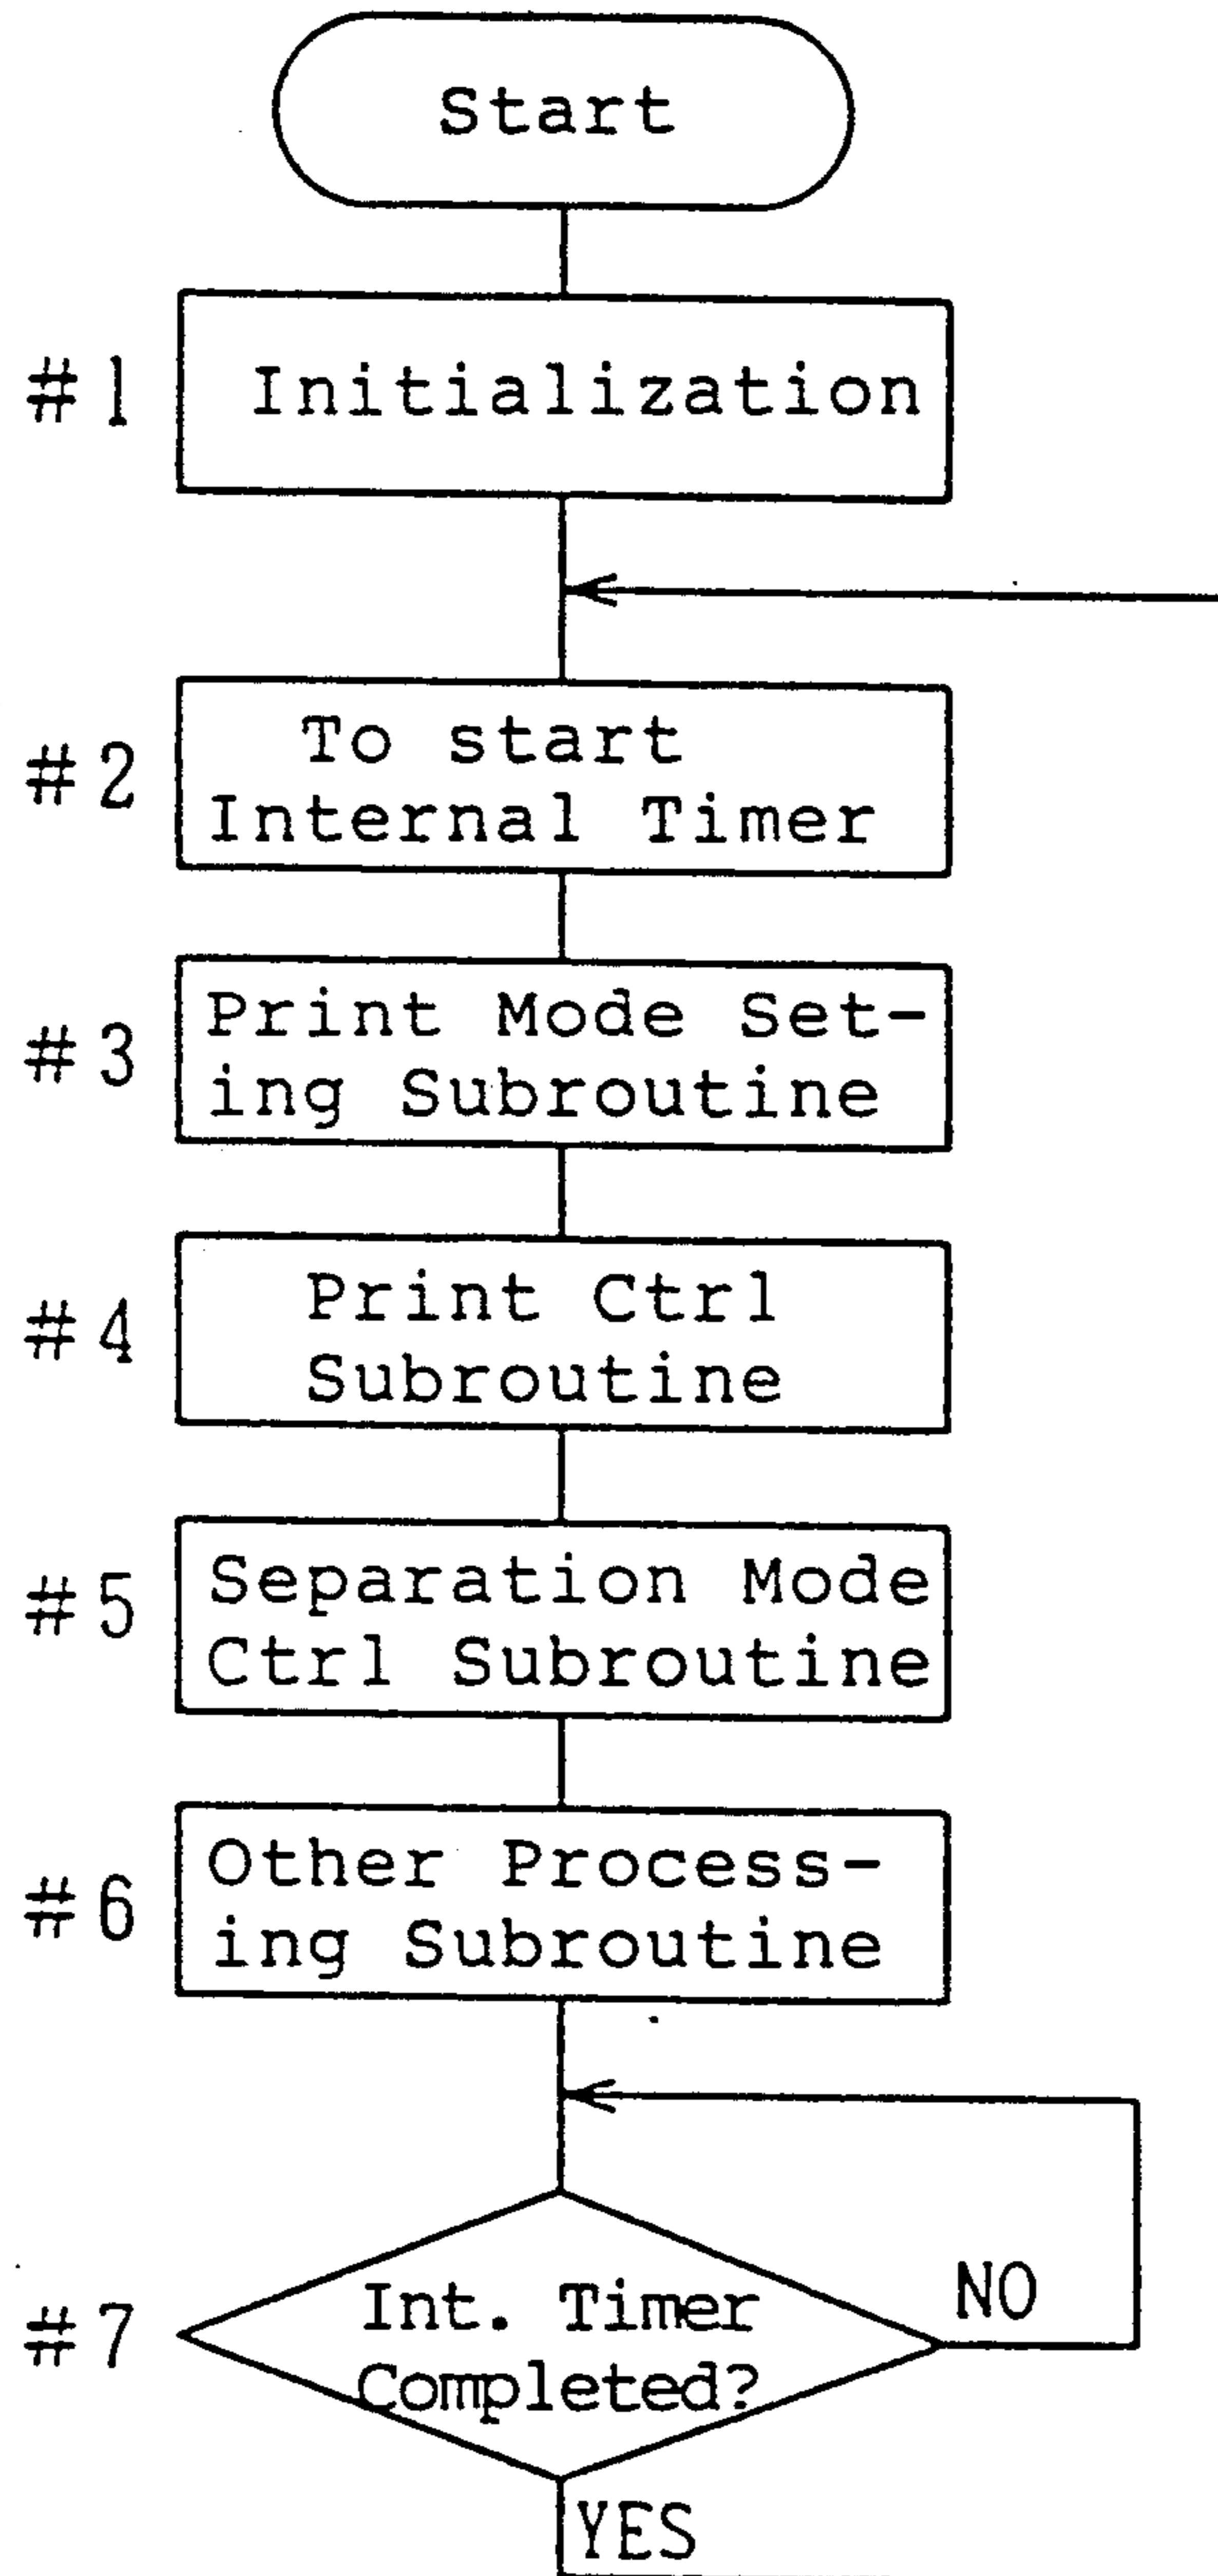 Start
#1
Initialization
#2
To start
Internal Timer
#3
Print Mode Set-
ing Subroutine
#4
Print Ctrl
Subroutine
#5
Separation Mode
Ctrl Subroutine
#6
Other Process-
ing Subroutine
#7
Int. Timer
Completed?
NO
YES